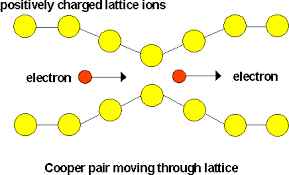 positively charged lattice ions
electron
electron
Cooper pair moving through lattice